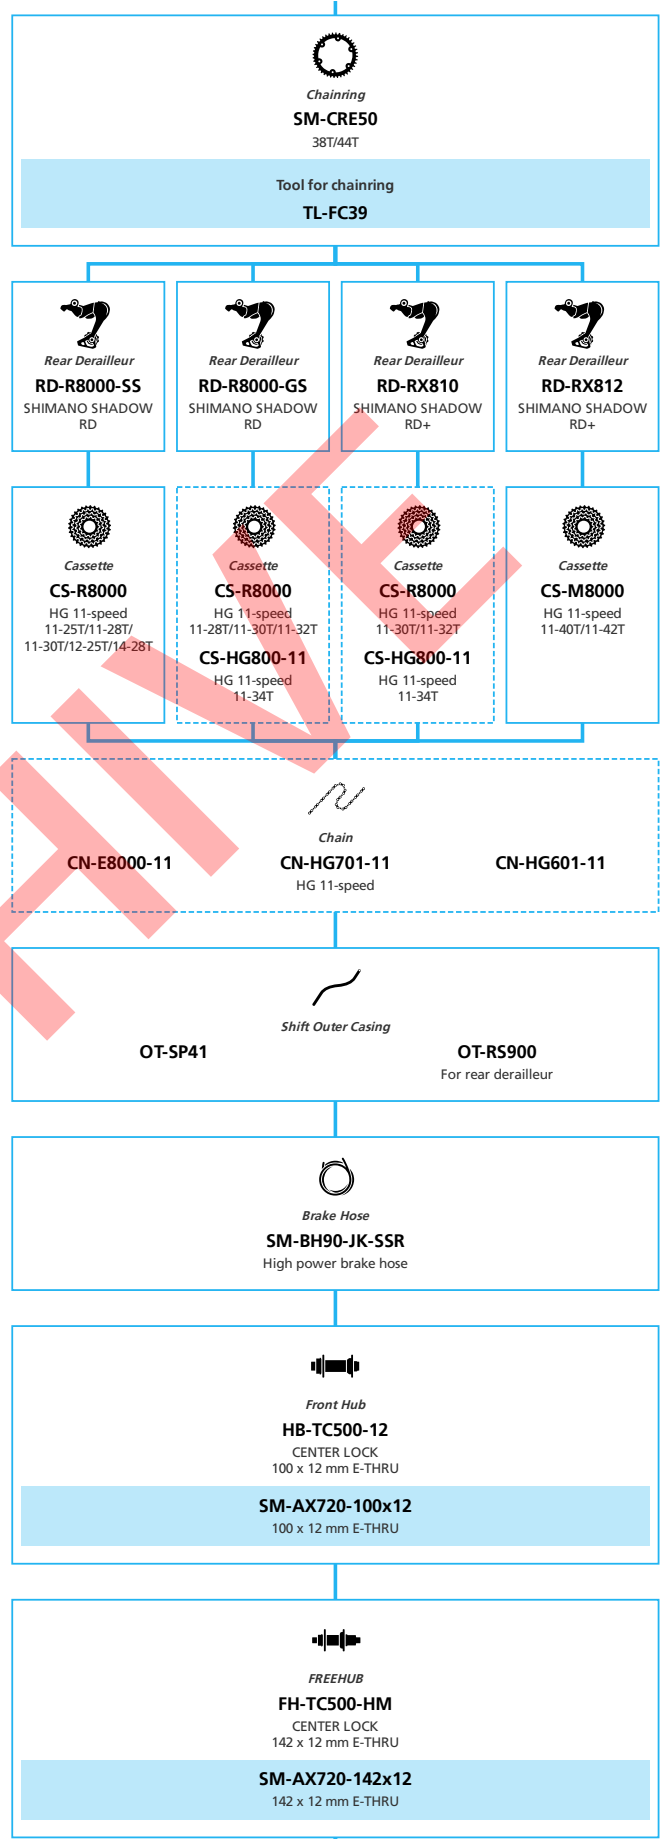 Chainring
SM-CRE50
38T/44T
Tool for chainring
TL-FC39
Rear Derailleur
RD-R8000-SS
SHIMANO SHADOW
RD
Rear Derailleur
RD-R8000-GS
SHIMANO SHADOW
RD
Rear Derailleur
RD-RX810
SHIMANO SHADOW
RD+
Rear Derailleur
RD-RX812
SHIMANO SHADOW
RD+
Cassette
CS-R8000
HG 11-speed
11-25T/11-28T/
11-30T/12-25T/14-28T
Cassette
CS-R8000
HG 11-speed
11-28T/11-30T/11-32T
CS-HG800-11
HG 11-speed
11-34T
Cassette
CS-R8000
HG 11-speed
11-30T/11-32T
CS-HG800-11
HG 11-speed
11-34T
Cassette
CS-M8000
HG 11-speed
11-40T/11-42T
Chain
CN-E8000-11
CN-HG701-11
HG 11-speed
CN-HG601-11
Shift Outer Casing
OT-SP41
OT-RS900
For rear derailleur
Brake Hose
SM-BH90-JK-SSR
High power brake hose
Front Hub
HB-TC500-12
CENTER LOCK
100 x 12 mm E-THRU
SM-AX720-100x12
100 x 12 mm E-THRU
FREEHUB
FH-TC500-HM
CENTER LOCK
142 x 12 mm E-THRU
SM-AX720-142x12
142 x 12 mm E-THRU
HIVE